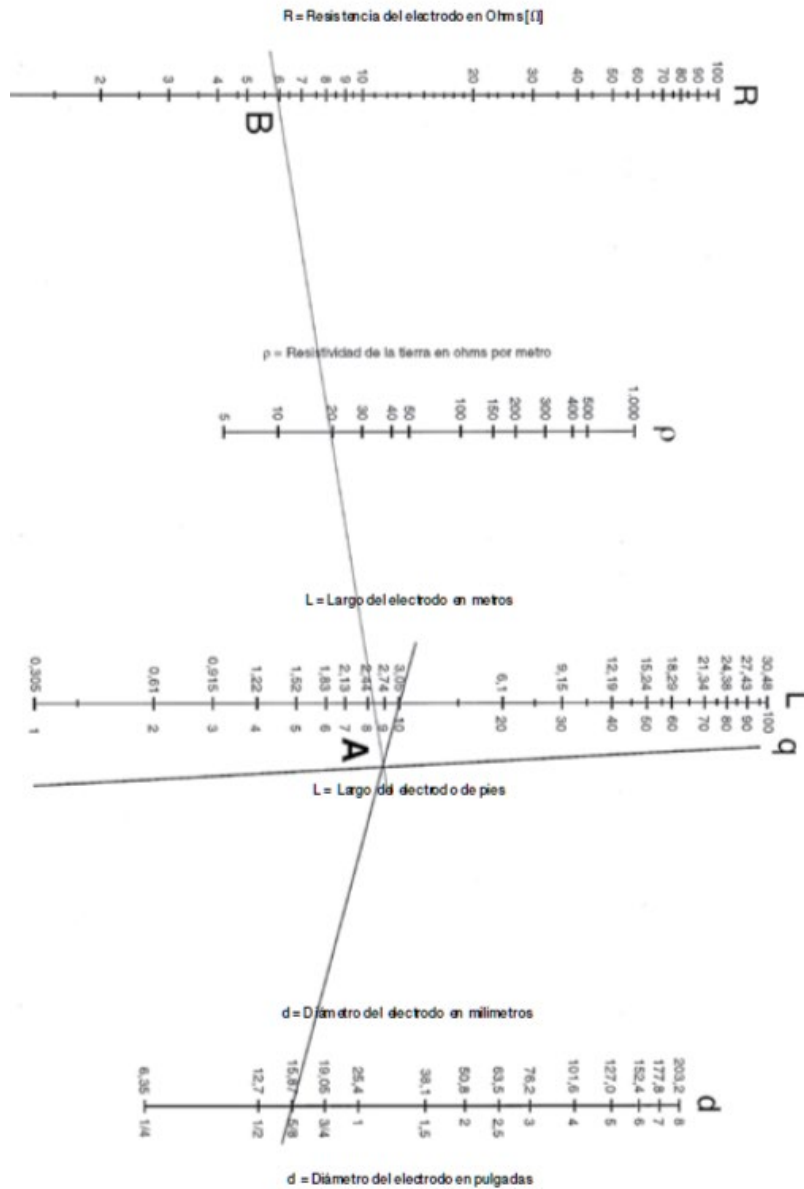 R = Resistencia del electrodo en Ohms [Ω]
2 3 4 5 6 7 8 9 10 20 30 40 50 60 70 80 90 100
R
B
ρ = Resistividad de la tierra en ohms por metro
5 10 20 30 40 50 100 150 200 300 400 500 1.000
ρ
L = Largo del electrodo en metros
0,305 0,61 0,915 1,22 1,52 1,83 2,13 2,44 2,74 3,05 6,1 9,15 12,19 15,24 18,29 21,34 24,38 27,43 30,48
L
1 2 3 4 5 6 7 8 9 10 20 30 40 50 60 70 80 90 100
q
A
L = Largo del electrodo de pies
d = Diámetro del electrodo en milimetros
6,35 12,7 15,87 19,05 25,4 38,1 50,8 63,5 76,2 101,6 127,0 152,4 177,8 203,2
d
1/4 1/2 5/8 3/4 1 1,5 2 2,5 3 4 5 6 7 8
d = Diámetro del electrodo en pulgadas